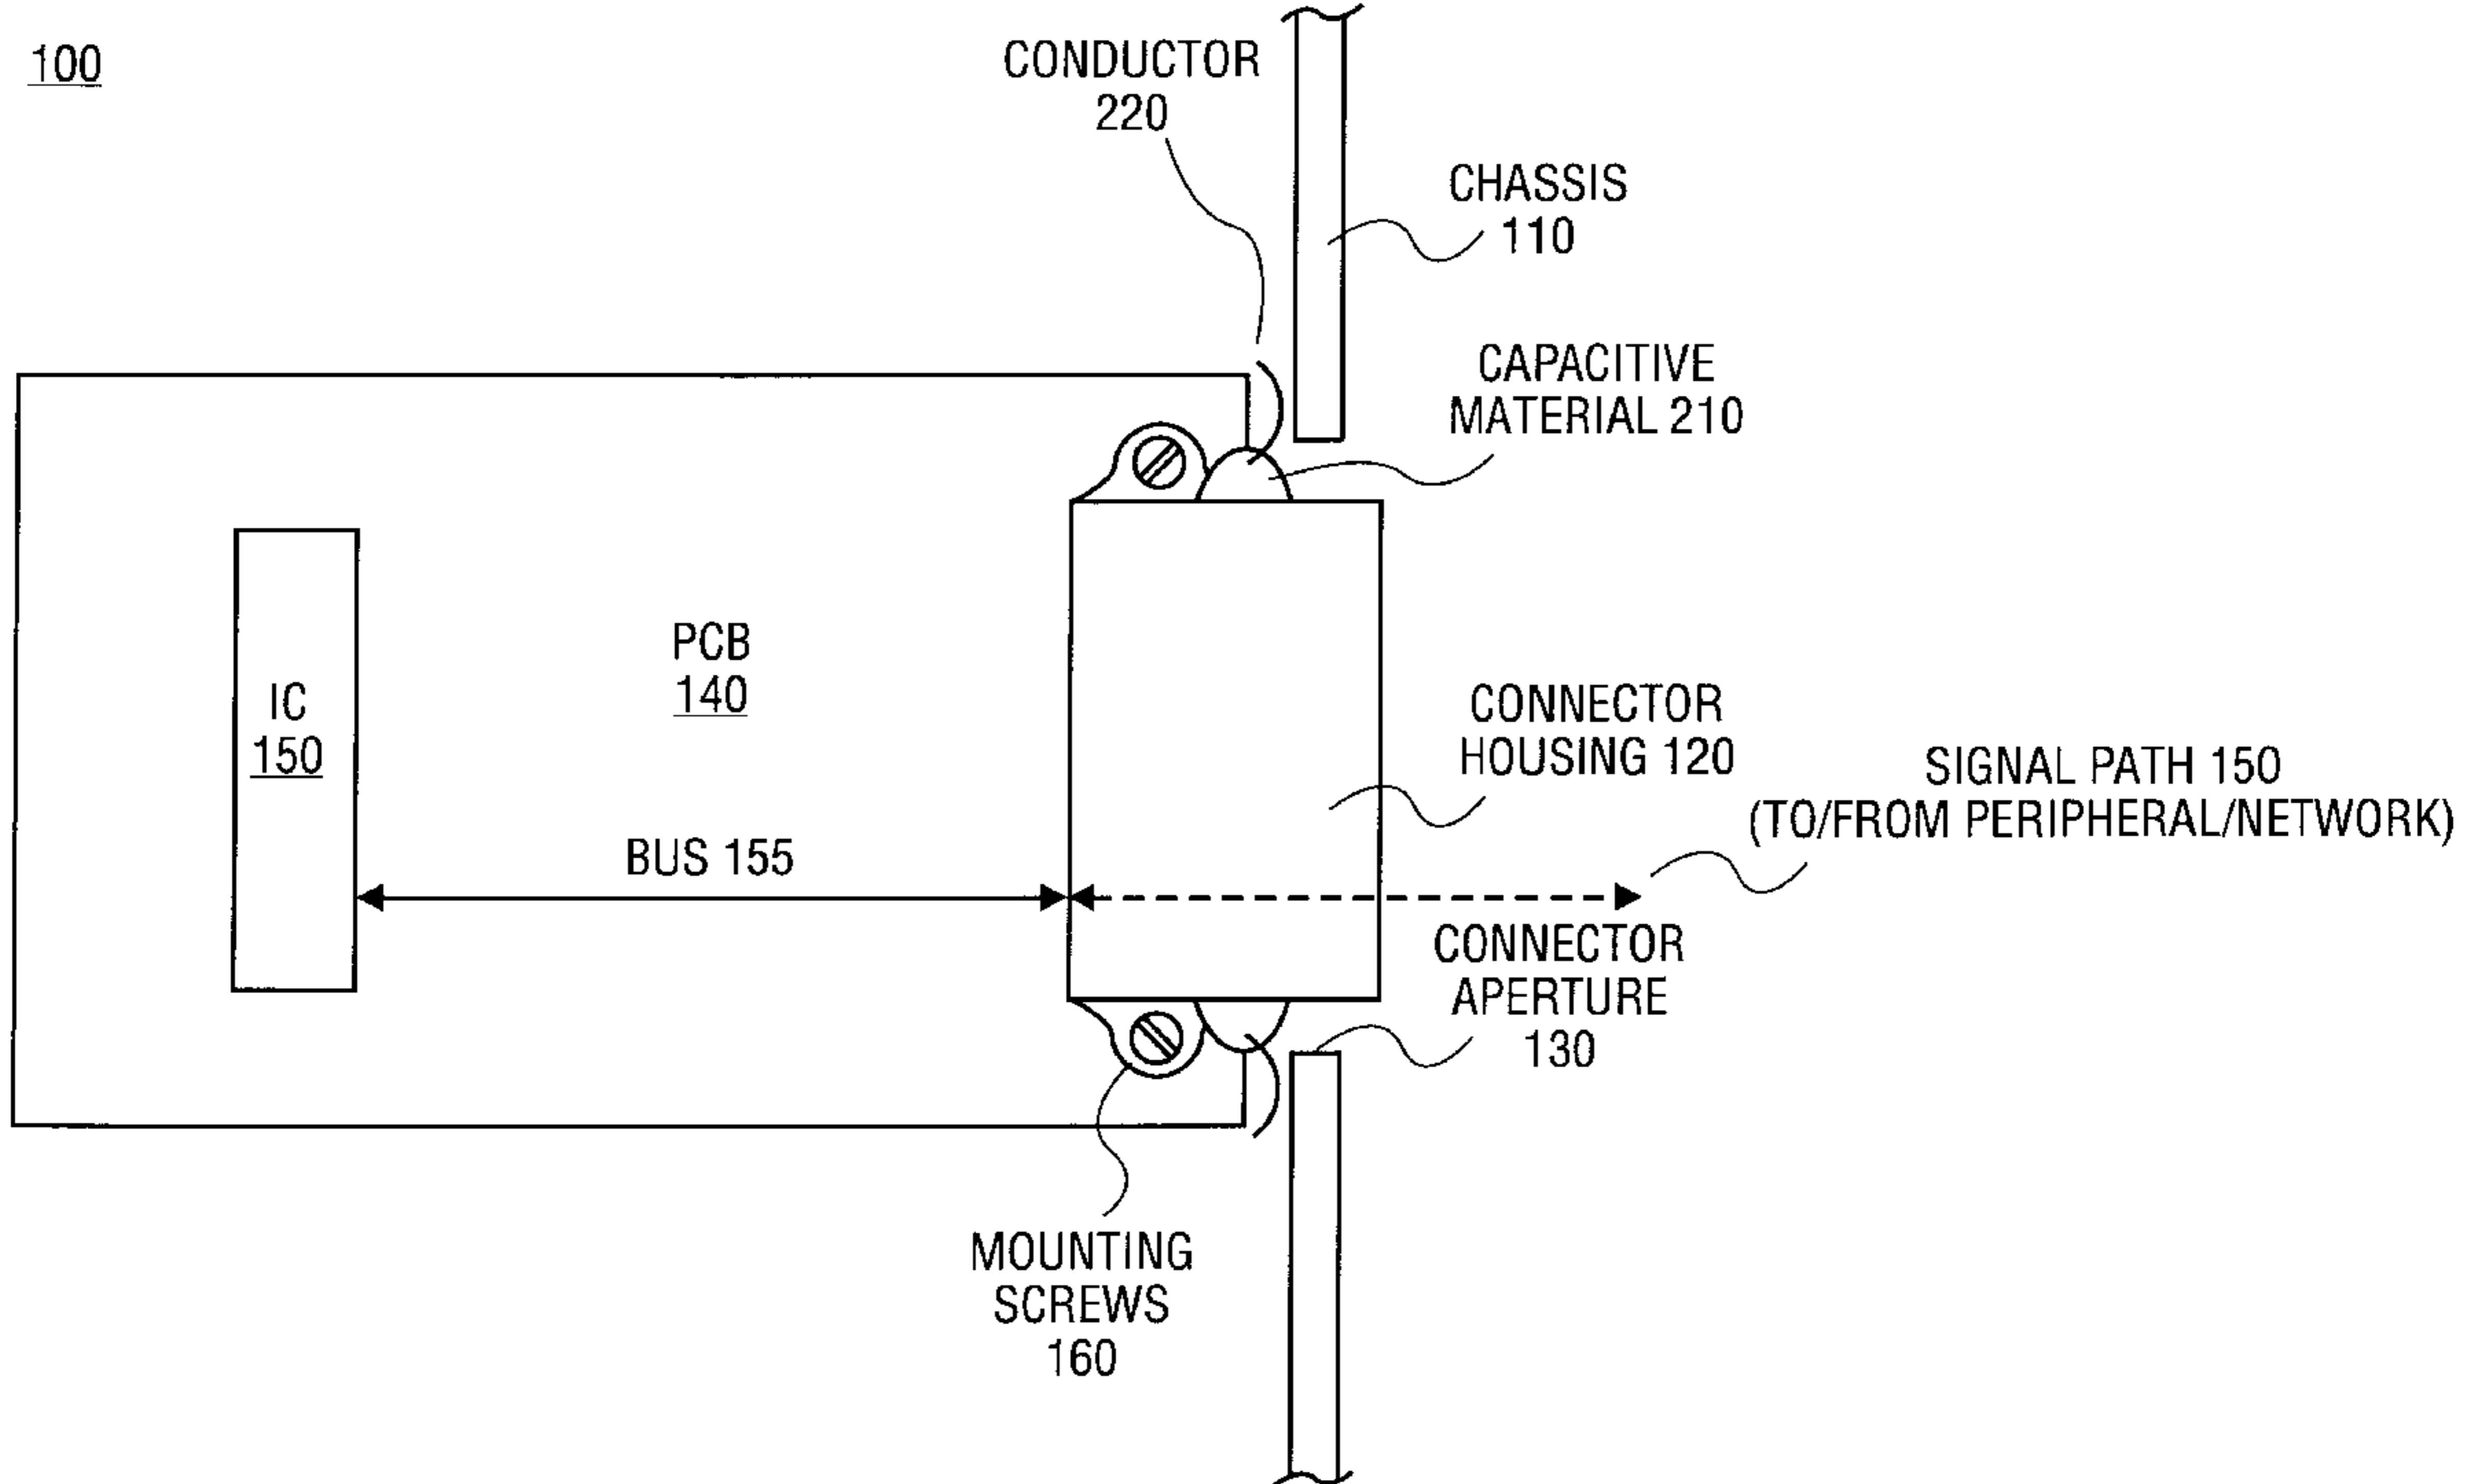 100
CONDUCTOR
220
CHASSIS
110
CAPACITIVE
MATERIAL 210
PCB
140
IC
150
CONNECTOR
HOUSING 120
SIGNAL PATH 150
(TO/FROM PERIPHERAL/NETWORK)
BUS 155
CONNECTOR
APERTURE
130
MOUNTING
SCREWS
160